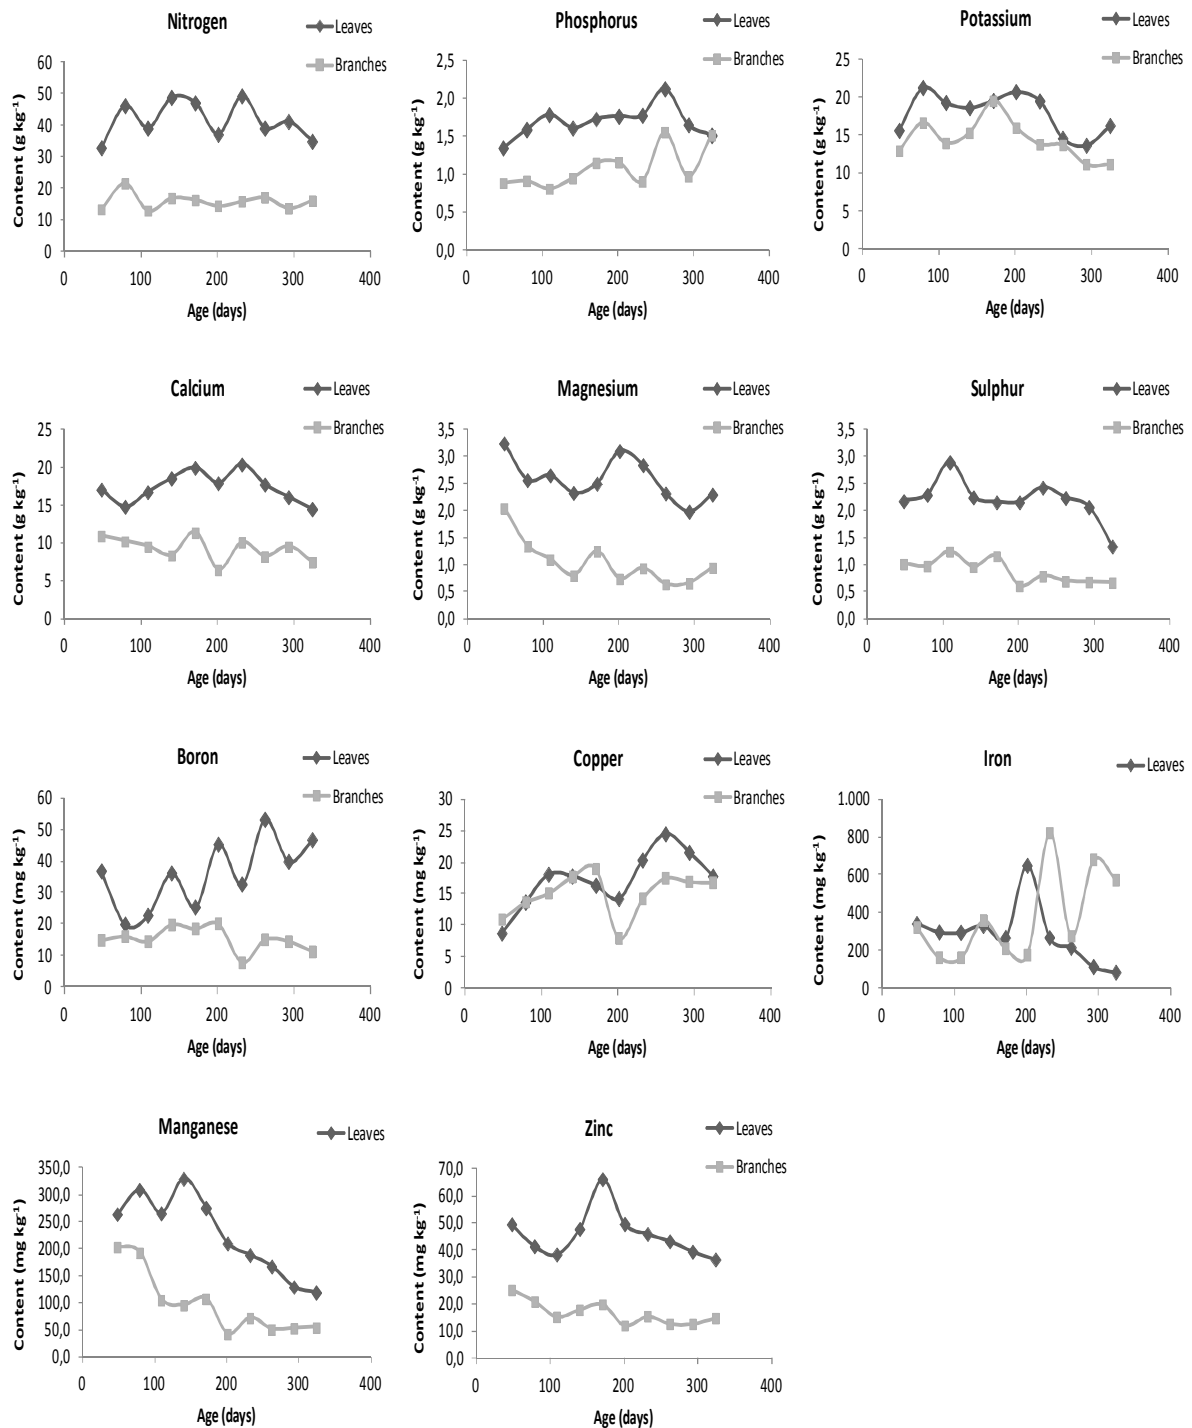 Nitrogen
Leaves
Branches
Content (g kg⁻¹)
60
50
40
30
20
10
0
0 100 200 300 400
Age (days)
Phosphorus
Leaves
Branches
Content (g kg⁻¹)
2,5
2,0
1,5
1,0
0,5
0,0
0 100 200 300 400
Age (days)
Potassium
Leaves
Branches
Content (g kg⁻¹)
25
20
15
10
5
0
0 100 200 300 400
Age (days)
Calcium
Leaves
Branches
Content (g kg⁻¹)
25
20
15
10
5
0
0 100 200 300 400
Age (days)
Magnesium
Leaves
Branches
Content (g kg⁻¹)
3,5
3,0
2,5
2,0
1,5
1,0
0,5
0,0
0 100 200 300 400
Age (days)
Sulphur
Leaves
Branches
Content (g kg⁻¹)
3,5
3,0
2,5
2,0
1,5
1,0
0,5
0,0
0 100 200 300 400
Age (days)
Boron
Leaves
Branches
Content (mg kg⁻¹)
60
50
40
30
20
10
0
0 100 200 300 400
Age (days)
Copper
Leaves
Branches
Content (mg kg⁻¹)
30
25
20
15
10
5
0
0 100 200 300 400
Age (days)
Iron
Leaves
Content (mg kg⁻¹)
1.000
800
600
400
200
0
0 100 200 300 400
Age (days)
Manganese
Leaves
Content (mg kg⁻¹)
350,0
300,0
250,0
200,0
150,0
100,0
50,0
0,0
0 100 200 300 400
Age (days)
Zinc
Leaves
Branches
Content (mg kg⁻¹)
70,0
60,0
50,0
40,0
30,0
20,0
10,0
0,0
0 100 200 300 400
Age (days)